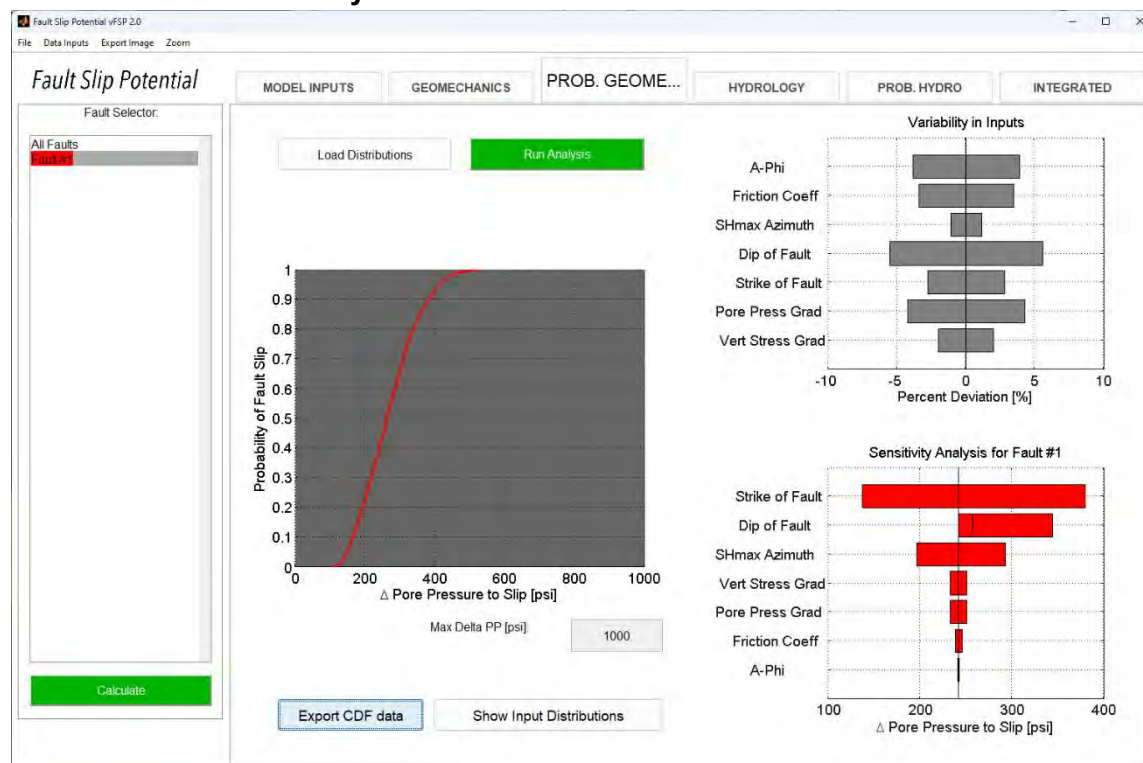 Fault Slip Potential vFSP 2.0
File Data Inputs Export Image Zoom
Fault Slip Potential
MODEL INPUTS
GEOMECHANICS
PROB. GEOME...
HYDROLOGY
PROB. HYDRO
INTEGRATED
Fault Selector:
All Faults
Fault #1
Calculate
Load Distributions
Run Analysis
Probability of Fault Slip
1
0.9
0.8
0.7
0.6
0.5
0.4
0.3
0.2
0.1
0
0 200 400 600 800 1000
Δ Pore Pressure to Slip [psi]
Max Delta PP [psi]:
1000
Export CDF data
Show Input Distributions
Variability in Inputs
A-Phi
Friction Coeff
SHmax Azimuth
Dip of Fault
Strike of Fault
Pore Press Grad
Vert Stress Grad
-10 -5 0 5 10
Percent Deviation [%]
Sensitivity Analysis for Fault #1
Strike of Fault
Dip of Fault
SHmax Azimuth
Vert Stress Grad
Pore Press Grad
Friction Coeff
A-Phi
100 200 300 400
Δ Pore Pressure to Slip [psi]